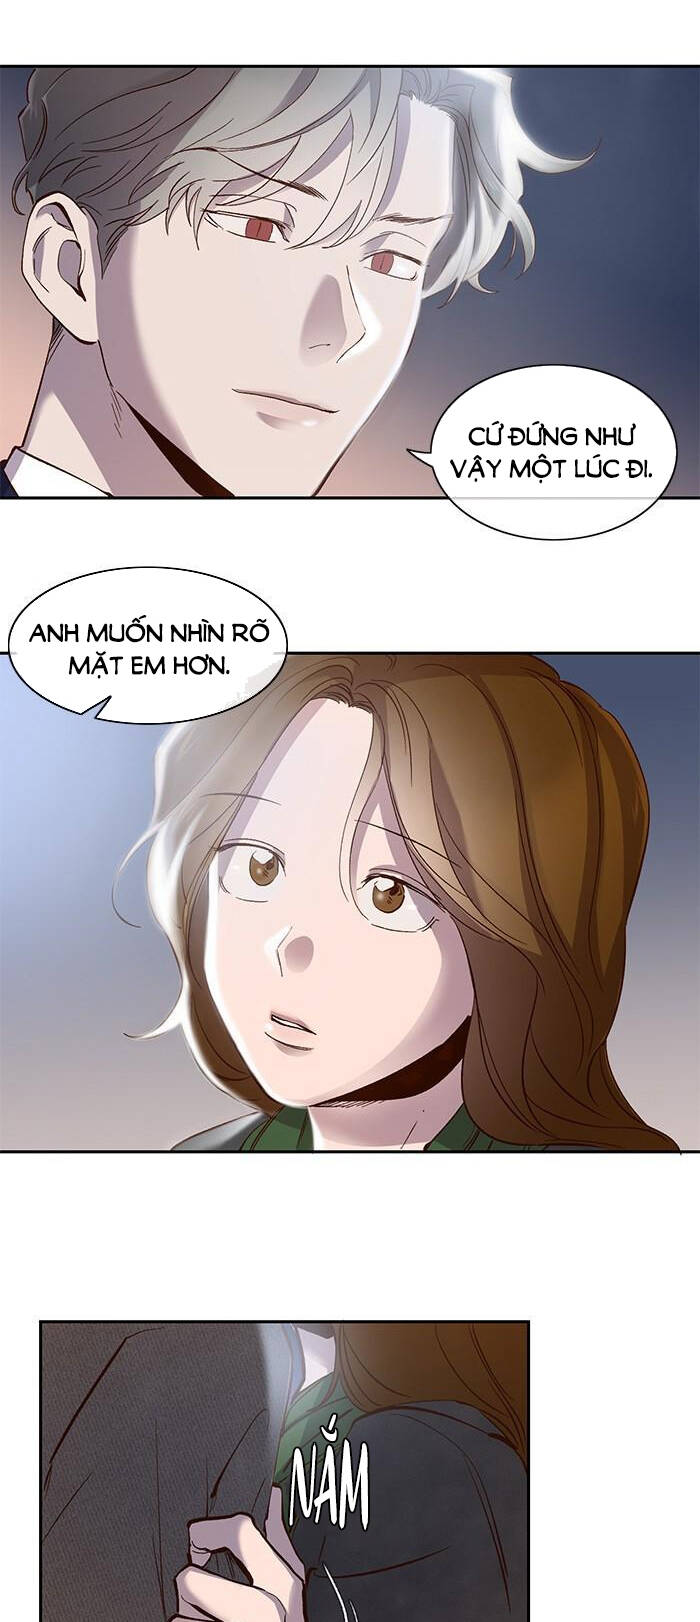 CỨ ĐỨNG NHƯ
VẬY MỘT LÚC ĐI.
ANH MUỐN NHÌN RÕ
MẶT EM HƠN.
NẮM